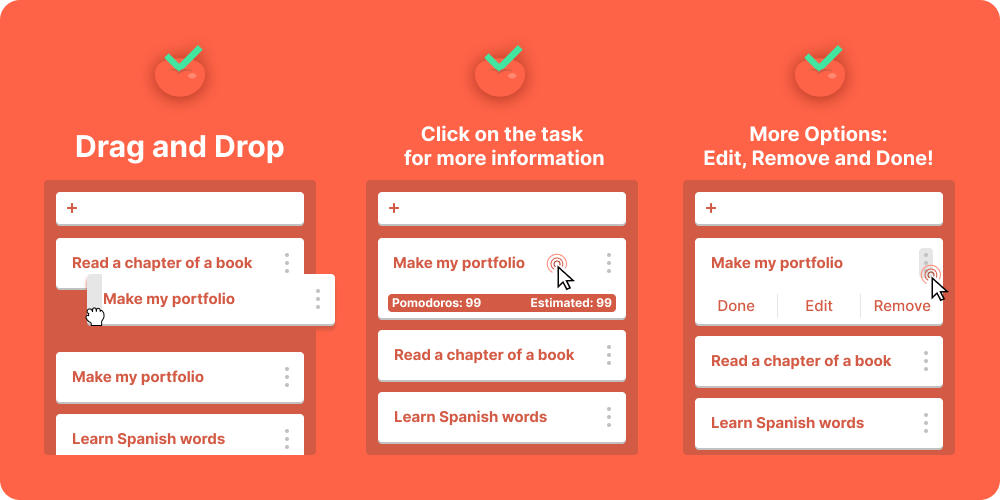 Drag and Drop
+
Read a chapter of a book
Make my portfolio
Make my portfolio
Learn Spanish words
Click on the task
for more information
+
Make my portfolio
Pomodoros: 99 Estimated: 99
Read a chapter of a book
Learn Spanish words
More Options:
Edit, Remove and Done!
+
Make my portfolio
Done Edit Remove
Read a chapter of a book
Learn Spanish words